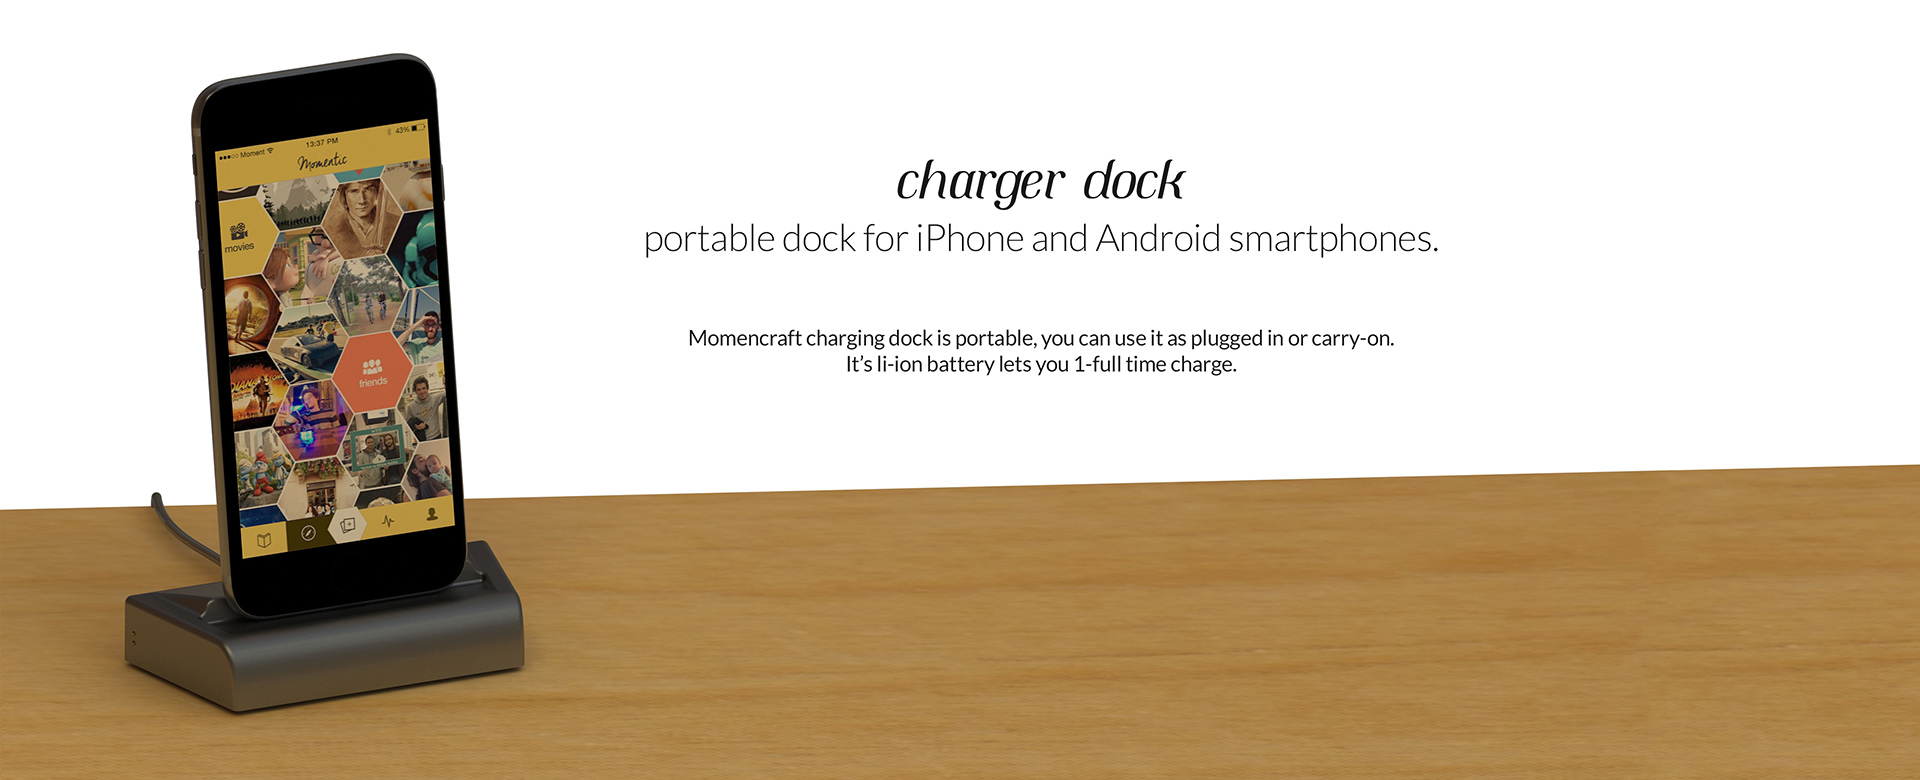 ●●●○○ Moment
13:37 PM
43%
Momentic
movies
friends
charger dock
portable dock for iPhone and Android smartphones.
Momencraft charging dock is portable, you can use it as plugged in or carry-on.
It’s li-ion battery lets you 1-full time charge.